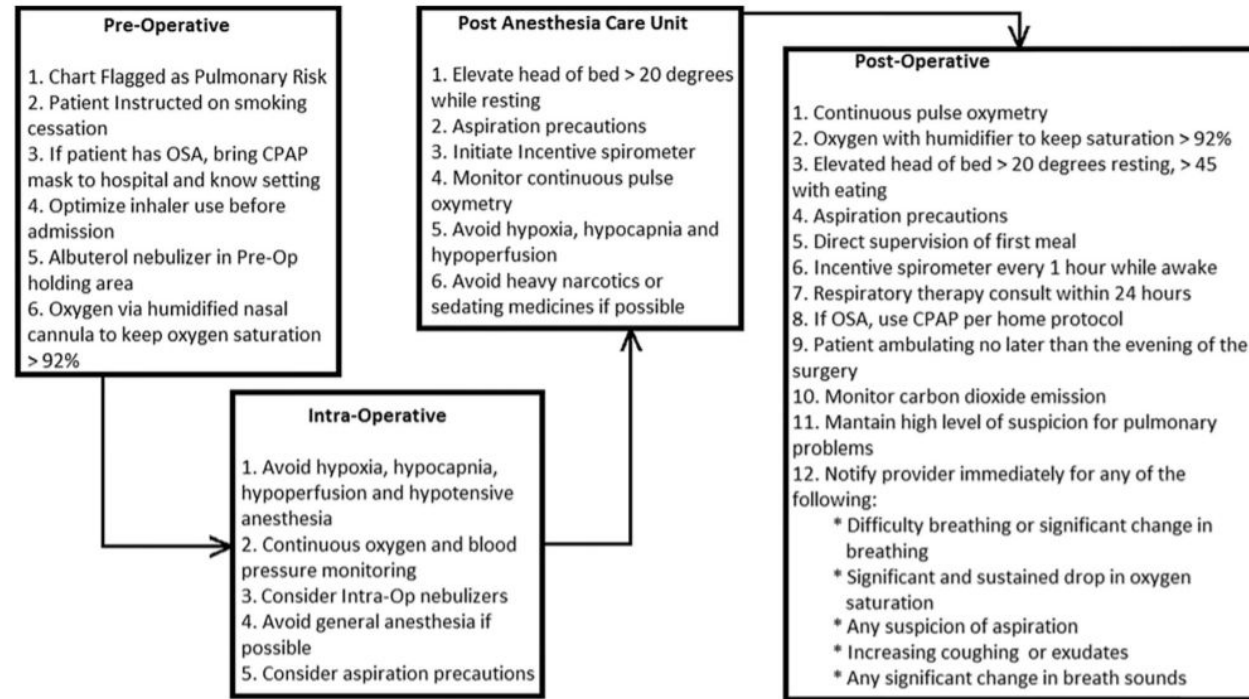 Pre-Operative
1. Chart Flagged as Pulmonary Risk
2. Patient Instructed on smoking
cessation
3. If patient has OSA, bring CPAP
mask to hospital and know setting
4. Optimize inhaler use before
admission
5. Albuterol nebulizer in Pre-Op
holding area
6. Oxygen via humidified nasal
cannula to keep oxygen saturation
> 92%
Intra-Operative
1. Avoid hypoxia, hypocapnia,
hypoperfusion and hypotensive
anesthesia
2. Continuous oxygen and blood
pressure monitoring
3. Consider Intra-Op nebulizers
4. Avoid general anesthesia if
possible
5. Consider aspiration precautions
Post Anesthesia Care Unit
1. Elevate head of bed > 20 degrees
while resting
2. Aspiration precautions
3. Initiate Incentive spirometer
4. Monitor continuous pulse
oxymetry
5. Avoid hypoxia, hypocapnia and
hypoperfusion
6. Avoid heavy narcotics or
sedating medicines if possible
Post-Operative
1. Continuous pulse oxymetry
2. Oxygen with humidifier to keep saturation > 92%
3. Elevated head of bed > 20 degrees resting, > 45
with eating
4. Aspiration precautions
5. Direct supervision of first meal
6. Incentive spirometer every 1 hour while awake
7. Respiratory therapy consult within 24 hours
8. If OSA, use CPAP per home protocol
9. Patient ambulating no later than the evening of the
surgery
10. Monitor carbon dioxide emission
11. Mantain high level of suspicion for pulmonary
problems
12. Notify provider immediately for any of the
following:
* Difficulty breathing or significant change in
breathing
* Significant and sustained drop in oxygen
saturation
* Any suspicion of aspiration
* Increasing coughing or exudates
* Any significant change in breath sounds